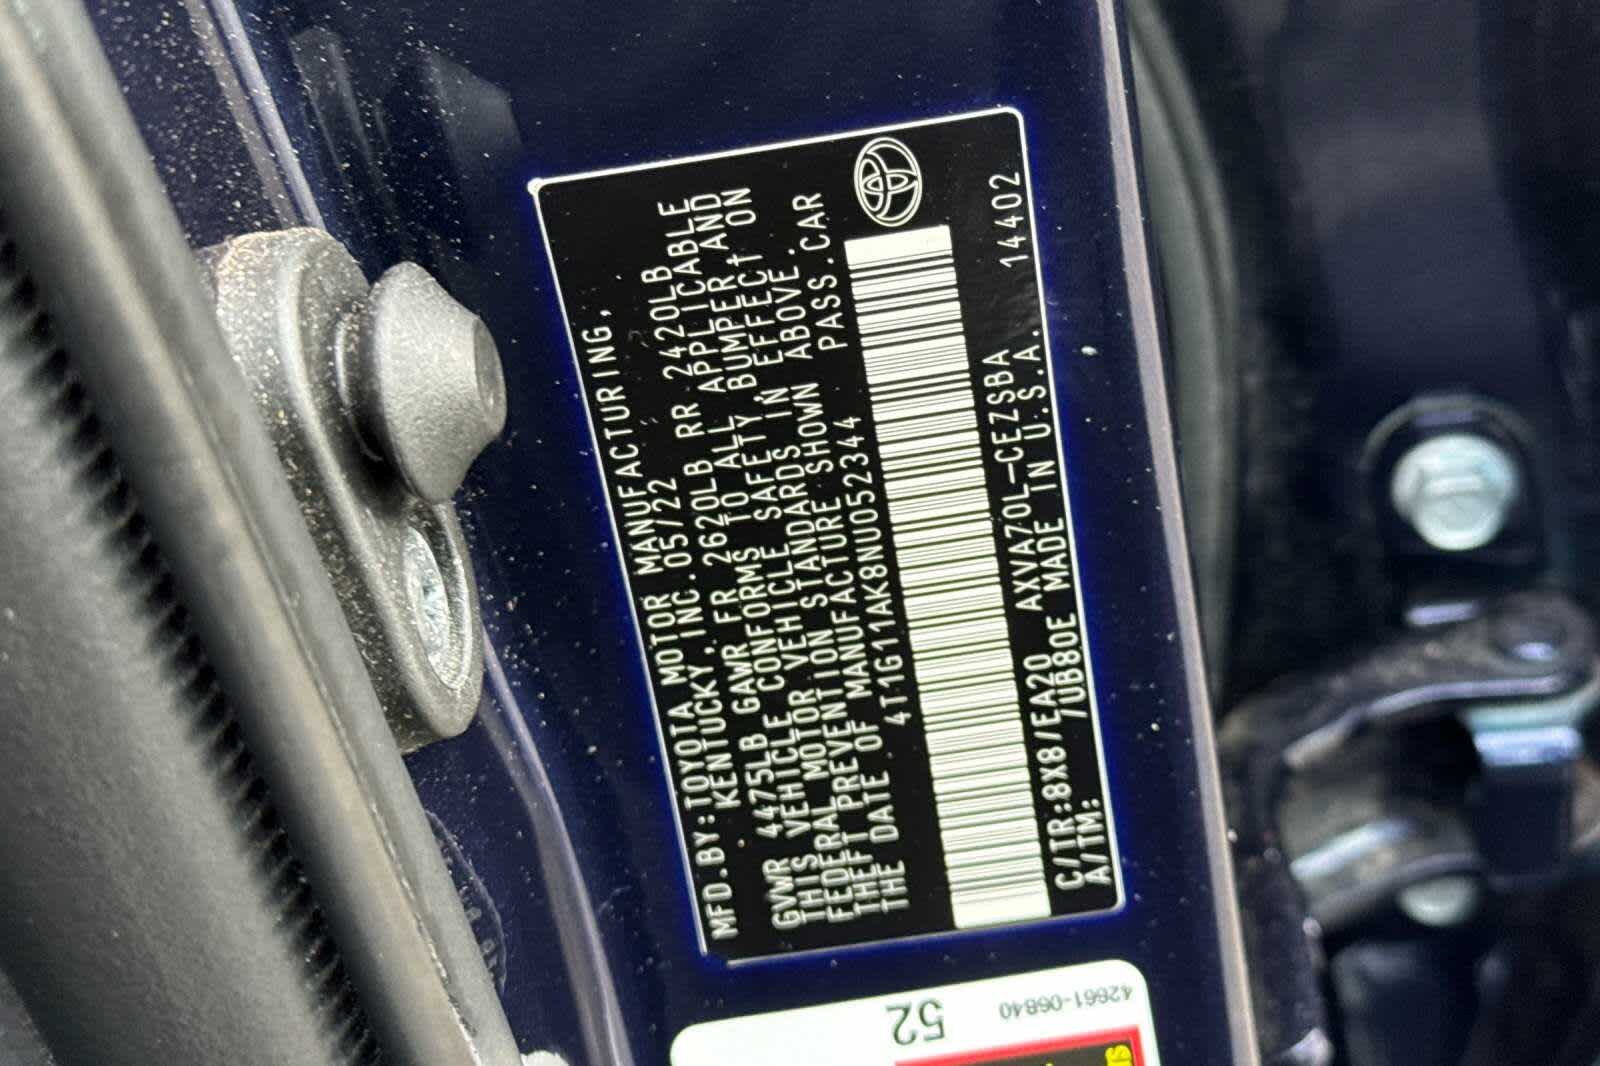 MFD.BY:TOYOTA MOTOR MANUFACTURING,
KENTUCKY,INC.05/22
GVWR 4475LB GAWR FR 2620LB RR 2420LB
THIS VEHICLE CONFORMS TO ALL APPLICABLE
FEDERAL MOTOR VEHICLE SAFETY, BUMPER, AND
THEFT PREVENTION STANDARDS IN EFFECT ON
THE DATE OF MANUFACTURE SHOWN ABOVE.
4T1G11AK8NU052344 PASS.CAR
C/TR:8X8/EA20 AXVA70L-CEZSBA 14402
A/TM: /UB80E MADE IN U.S.A.
42661-06840
52